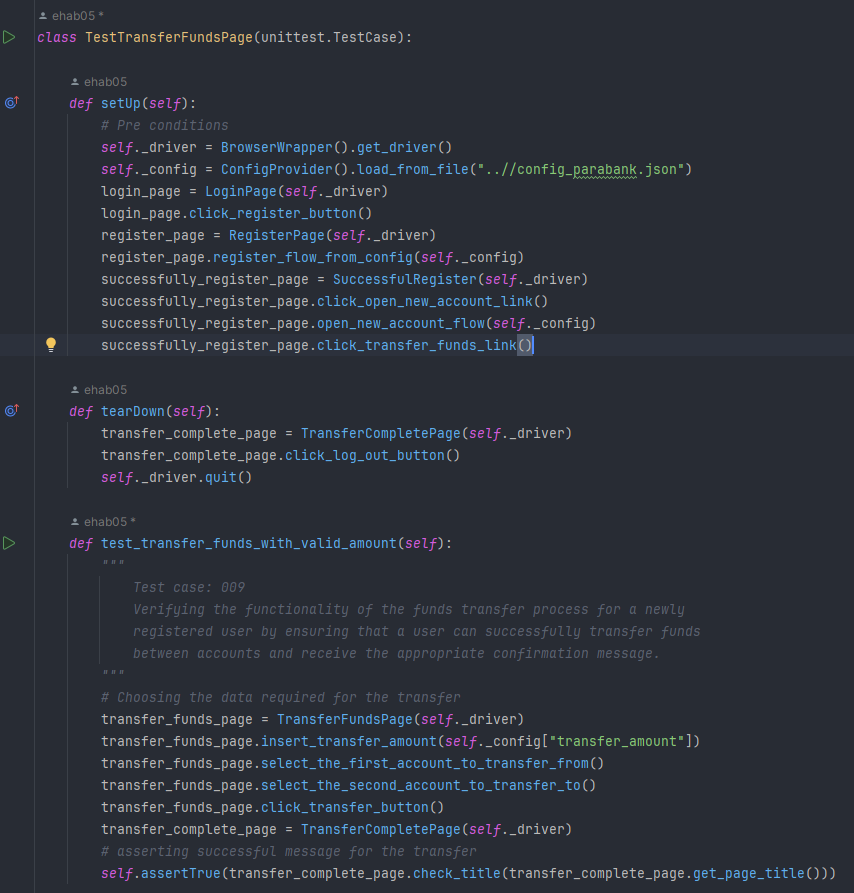 ehab05 *
class TestTransferFundsPage(unittest.TestCase):
ehab05
def setUp(self):
# Pre conditions
self._driver = BrowserWrapper().get_driver()
self._config = ConfigProvider().load_from_file("..//config_parabank.json")
login_page = LoginPage(self._driver)
login_page.click_register_button()
register_page = RegisterPage(self._driver)
register_page.register_flow_from_config(self._config)
successfully_register_page = SuccessfulRegister(self._driver)
successfully_register_page.click_open_new_account_link()
successfully_register_page.open_new_account_flow(self._config)
successfully_register_page.click_transfer_funds_link()
ehab05
def tearDown(self):
transfer_complete_page = TransferCompletePage(self._driver)
transfer_complete_page.click_log_out_button()
self._driver.quit()
ehab05 *
def test_transfer_funds_with_valid_amount(self):
"""
Test case: 009
Verifying the functionality of the funds transfer process for a newly
registered user by ensuring that a user can successfully transfer funds
between accounts and receive the appropriate confirmation message.
"""
# Choosing the data required for the transfer
transfer_funds_page = TransferFundsPage(self._driver)
transfer_funds_page.insert_transfer_amount(self._config["transfer_amount"])
transfer_funds_page.select_the_first_account_to_transfer_from()
transfer_funds_page.select_the_second_account_to_transfer_to()
transfer_funds_page.click_transfer_button()
transfer_complete_page = TransferCompletePage(self._driver)
# asserting successful message for the transfer
self.assertTrue(transfer_complete_page.check_title(transfer_complete_page.get_page_title()))